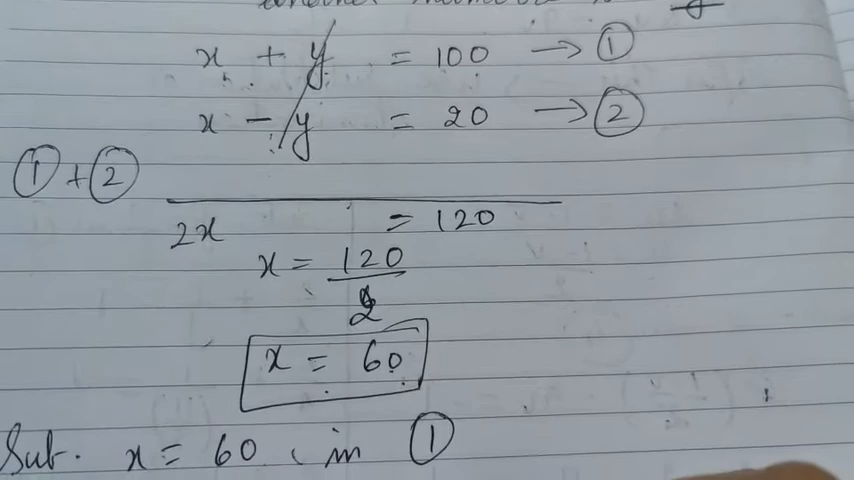 x + y = 100 → ①
x - y = 20 → ②
① + ②
2x = 120
x = 120
2
x = 60
Sub. x = 60 in ①